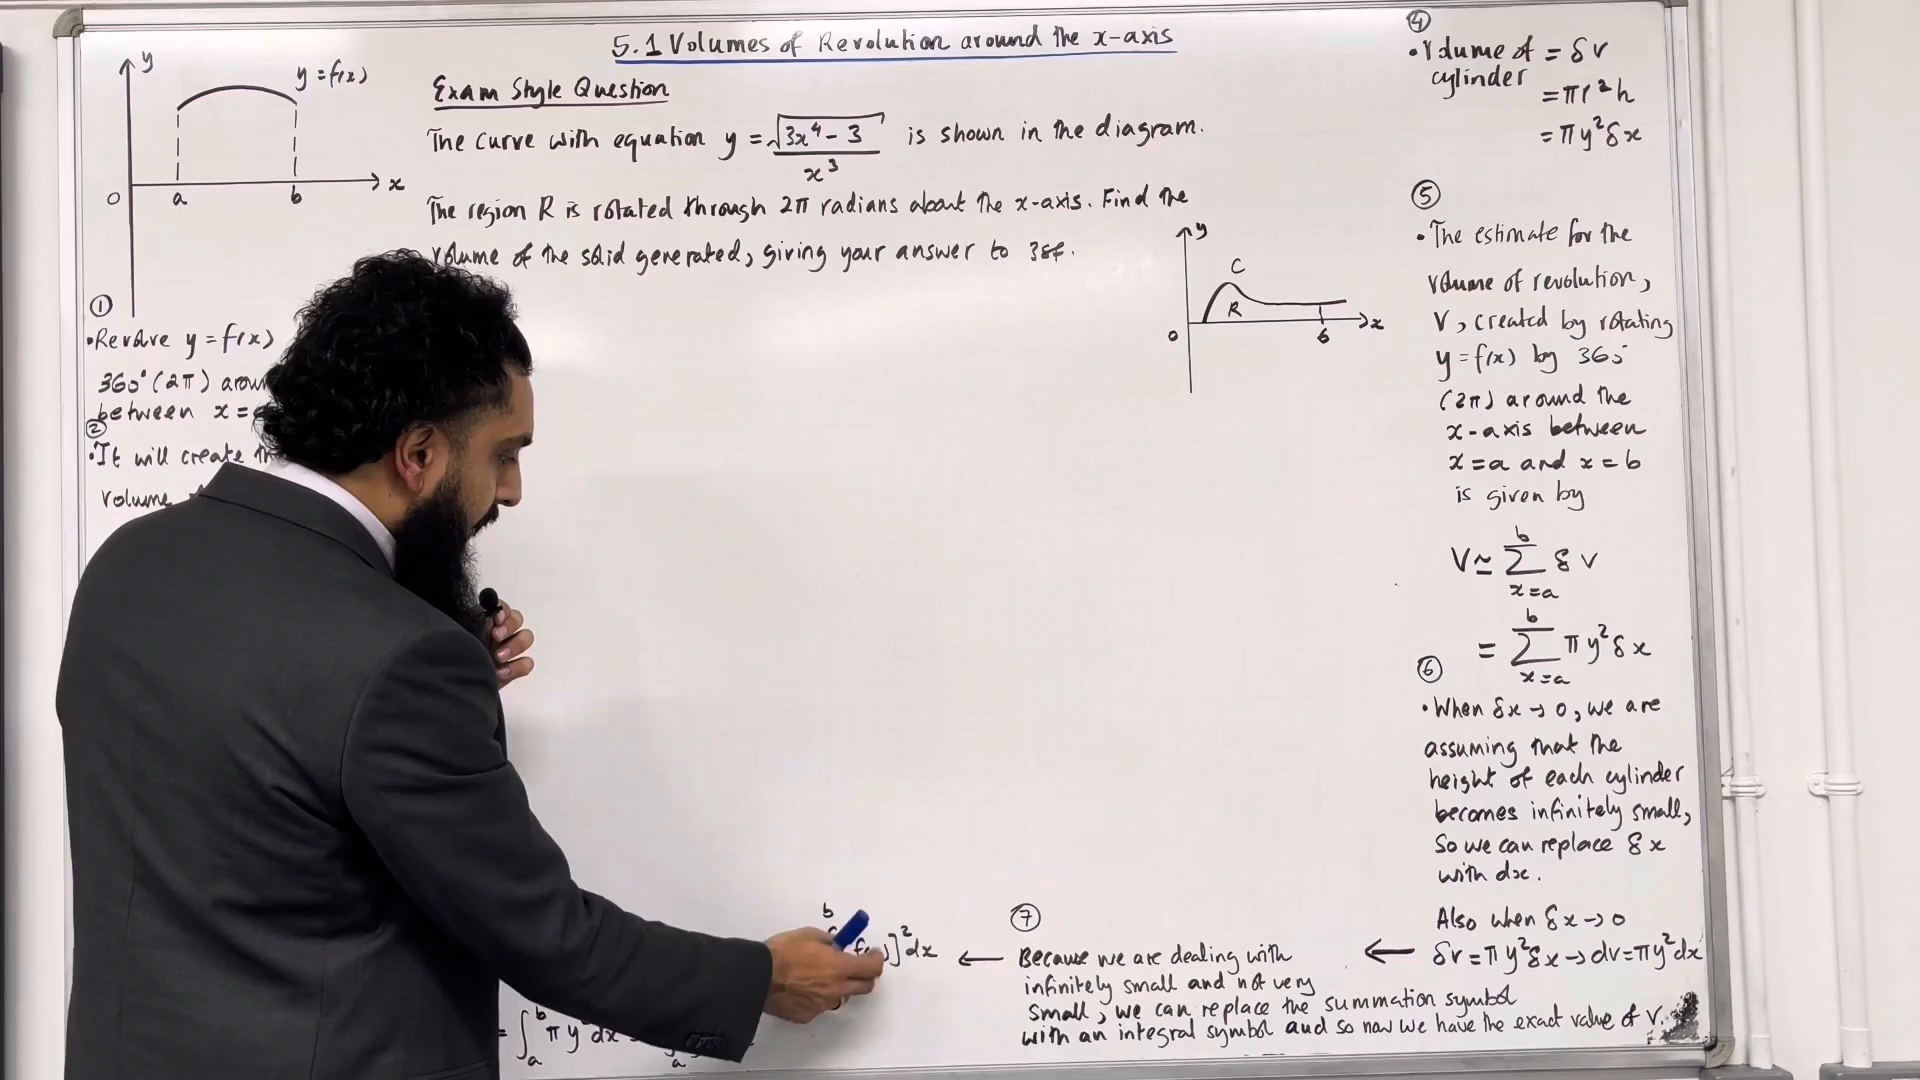 5.1 Volumes of Revolution around the x-axis
y
y = f(x)
O
a
b
x
Exam Style Question
The curve with equation y = √(3x⁴ - 3) / x³ is shown in the diagram.
The region R is rotated through 2π radians about the x-axis. Find the
volume of the solid generated, giving your answer to 3sf.
y
C
R
O
6
x
①
• Revolve y = f(x)
360° (2π)
between x =
②
• It will create
volume
④
• Volume of = δv
cylinder
= πr²h
= πy²δx
⑤
• The estimate for the
volume of revolution,
V, created by rotating
y = f(x) by 360°
(2π) around the
x-axis between
x = a and x = b
is given by
V ≃ ∑ₓ₌ₐᵇ δv
= ∑ₓ₌ₐᵇ πy²δx
⑥
• When δx → 0, we are
assuming that the
height of each cylinder
becomes infinitely small,
so we can replace δx
with dx.
Also when δx → 0
← δv = πy²δx → dv = πy²dx
⑦
← Because we are dealing with
infinitely small and not very
small, we can replace the summation symbol
with an integral symbol and so now we have the exact value of V.
b
]² dx
= ∫ₐᵇ πy² dx
a